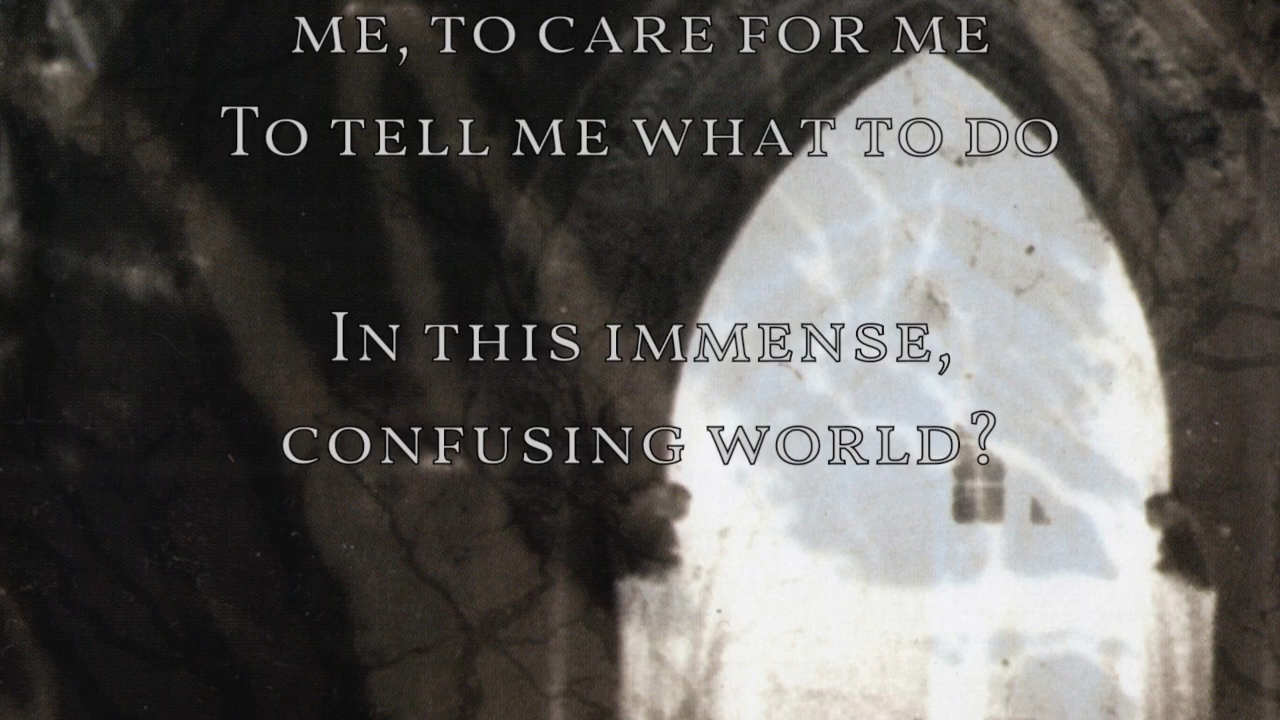 me, to care for me
To tell me what to do
In this immense,
confusing world?